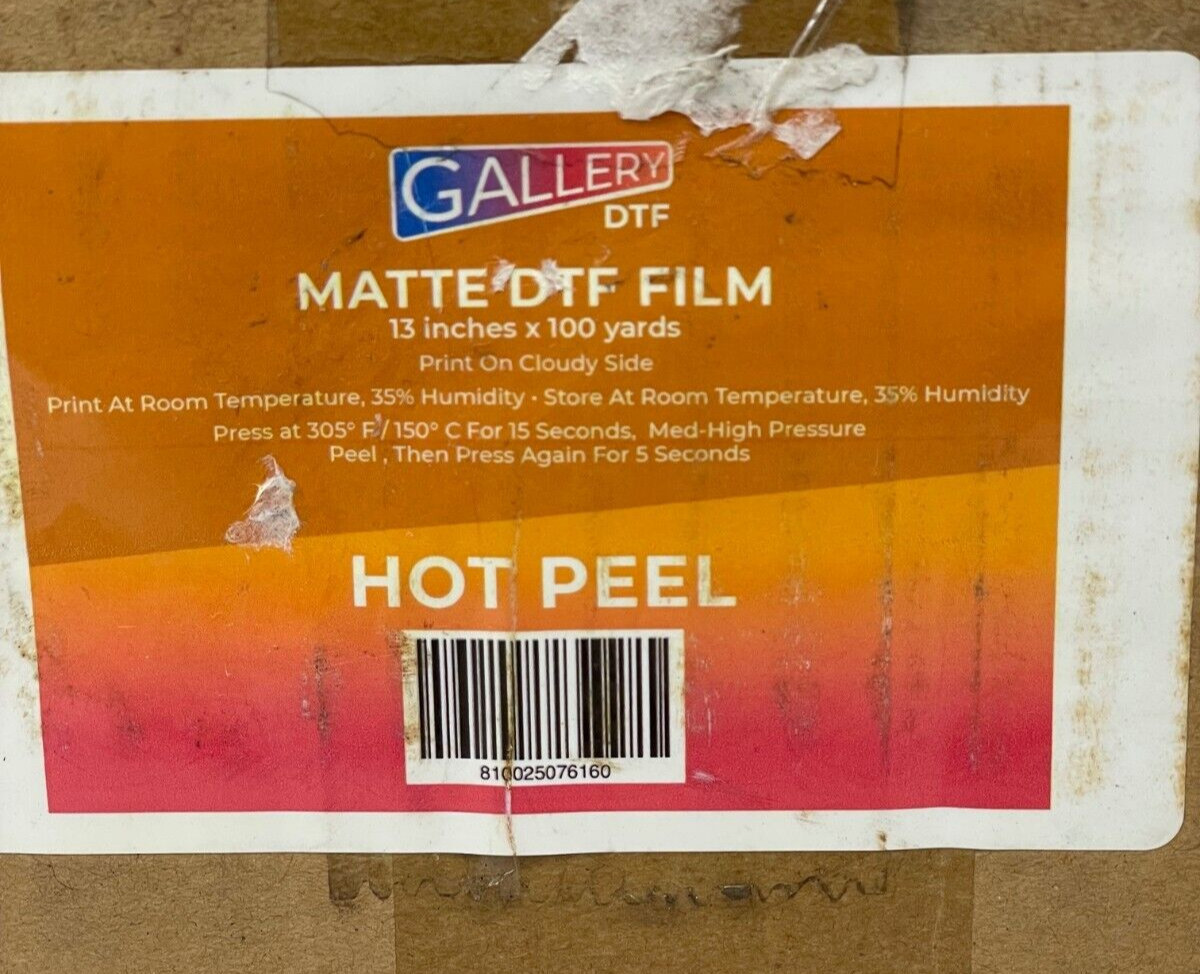 GALLERY
DTF
MATTE DTF FILM
13 inches x 100 yards
Print On Cloudy Side
Print At Room Temperature, 35% Humidity · Store At Room Temperature, 35% Humidity
Press at 305° F / 150° C For 15 Seconds, Med-High Pressure
Peel , Then Press Again For 5 Seconds
HOT PEEL
810025076160